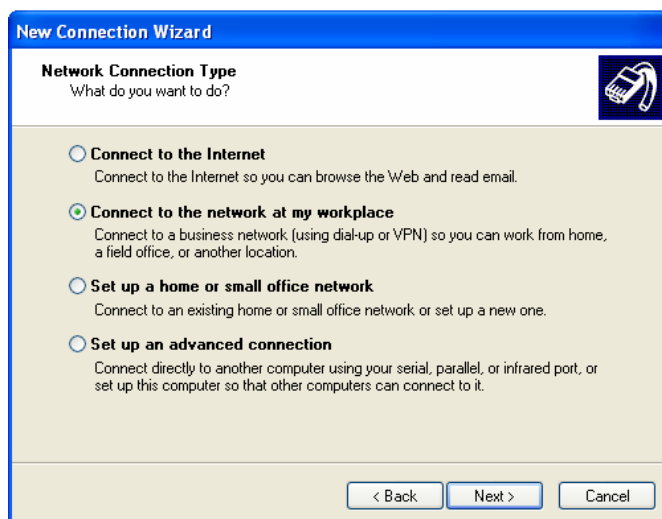 New Connection Wizard
Network Connection Type
What do you want to do?
Connect to the Internet
Connect to the Internet so you can browse the Web and read email.
Connect to the network at my workplace
Connect to a business network (using dial-up or VPN) so you can work from home,
a field office, or another location.
Set up a home or small office network
Connect to an existing home or small office network or set up a new one.
Set up an advanced connection
Connect directly to another computer using your serial, parallel, or infrared port, or
set up this computer so that other computers can connect to it.
< Back Next > Cancel